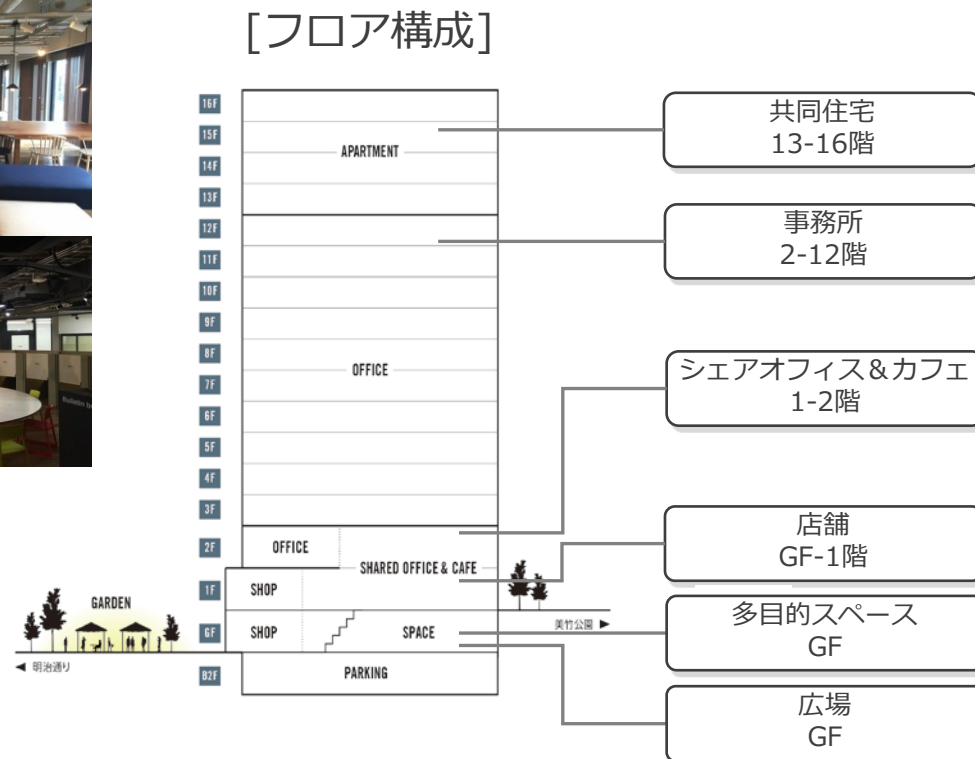 [フロア構成]
16F
15F
14F
13F
12F
11F
10F
9F
8F
7F
6F
5F
4F
3F
2F
1F
GF
B2F
APARTMENT
OFFICE
OFFICE
SHARED OFFICE & CAFE
SHOP
SHOP
SPACE
PARKING
GARDEN
◀ 明治通り
美竹公園 ▶
共同住宅
13-16階
事務所
2-12階
シェアオフィス＆カフェ
1-2階
店舗
GF-1階
多目的スペース
GF
広場
GF